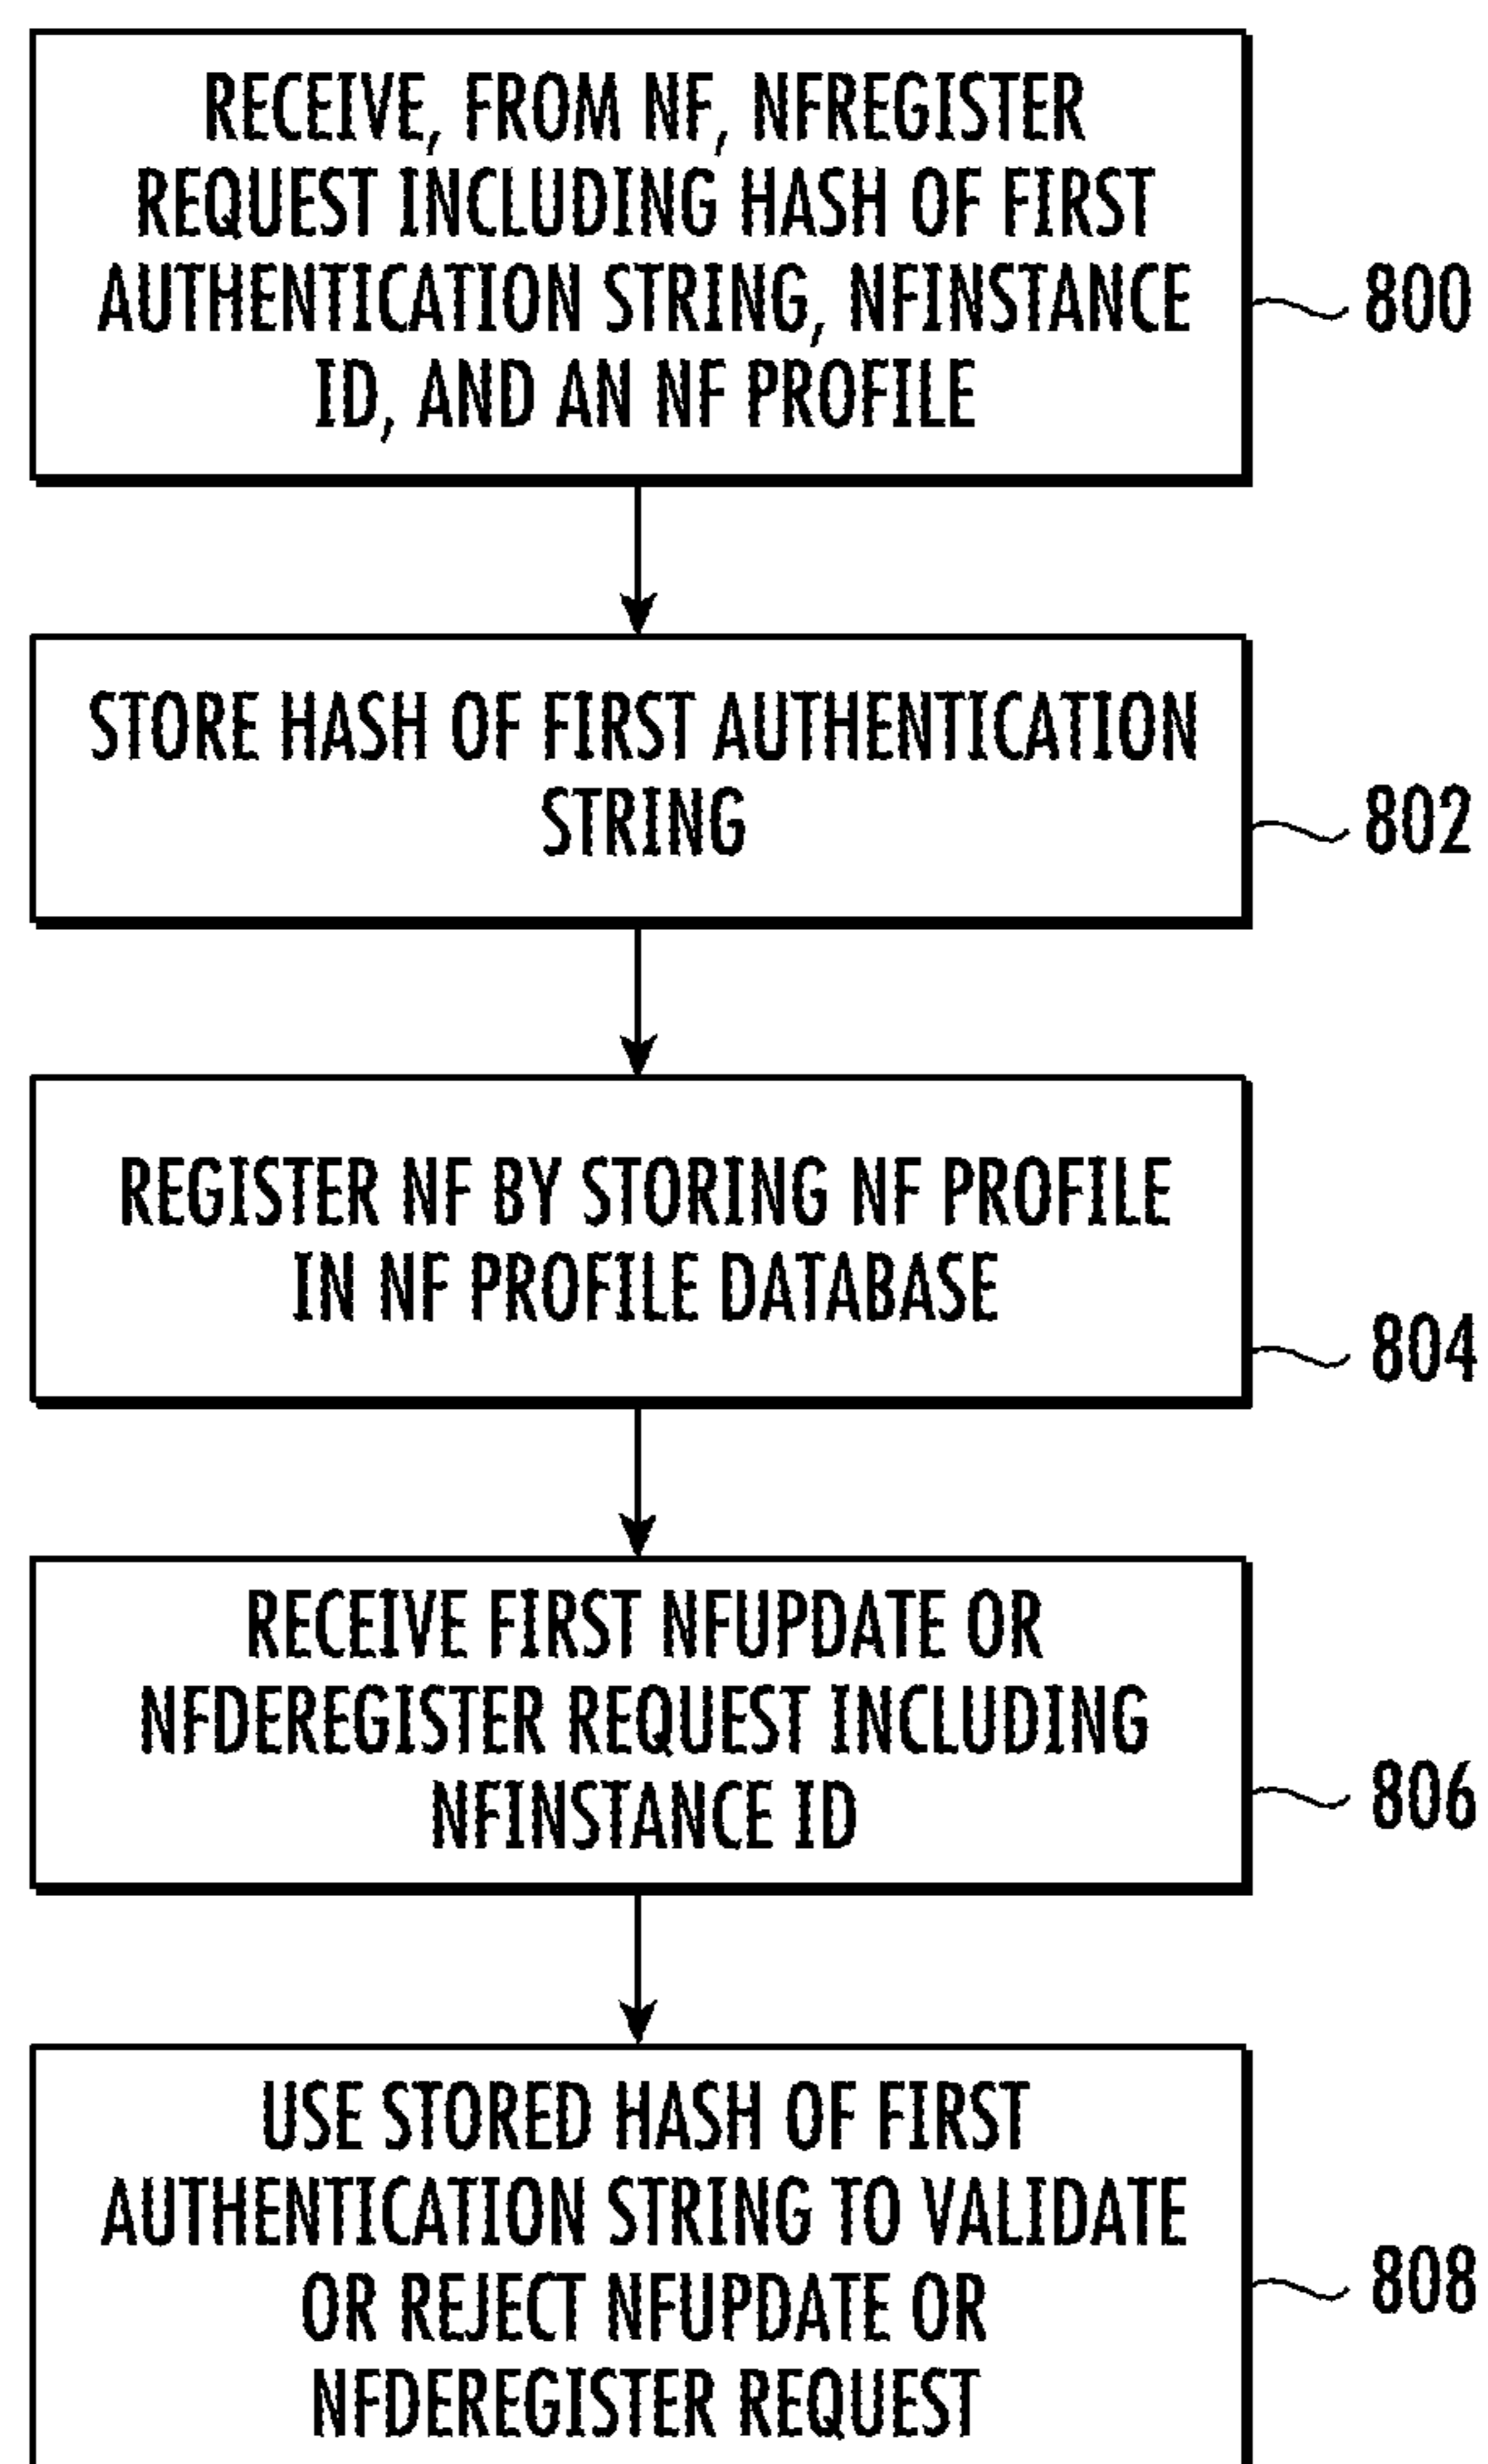 RECEIVE, FROM NF, NFREGISTER
REQUEST INCLUDING HASH OF FIRST
AUTHENTICATION STRING, NFINSTANCE
ID, AND AN NF PROFILE
800
STORE HASH OF FIRST AUTHENTICATION
STRING
802
REGISTER NF BY STORING NF PROFILE
IN NF PROFILE DATABASE
804
RECEIVE FIRST NFUPDATE OR
NFDEREGISTER REQUEST INCLUDING
NFINSTANCE ID
806
USE STORED HASH OF FIRST
AUTHENTICATION STRING TO VALIDATE
OR REJECT NFUPDATE OR
NFDEREGISTER REQUEST
808